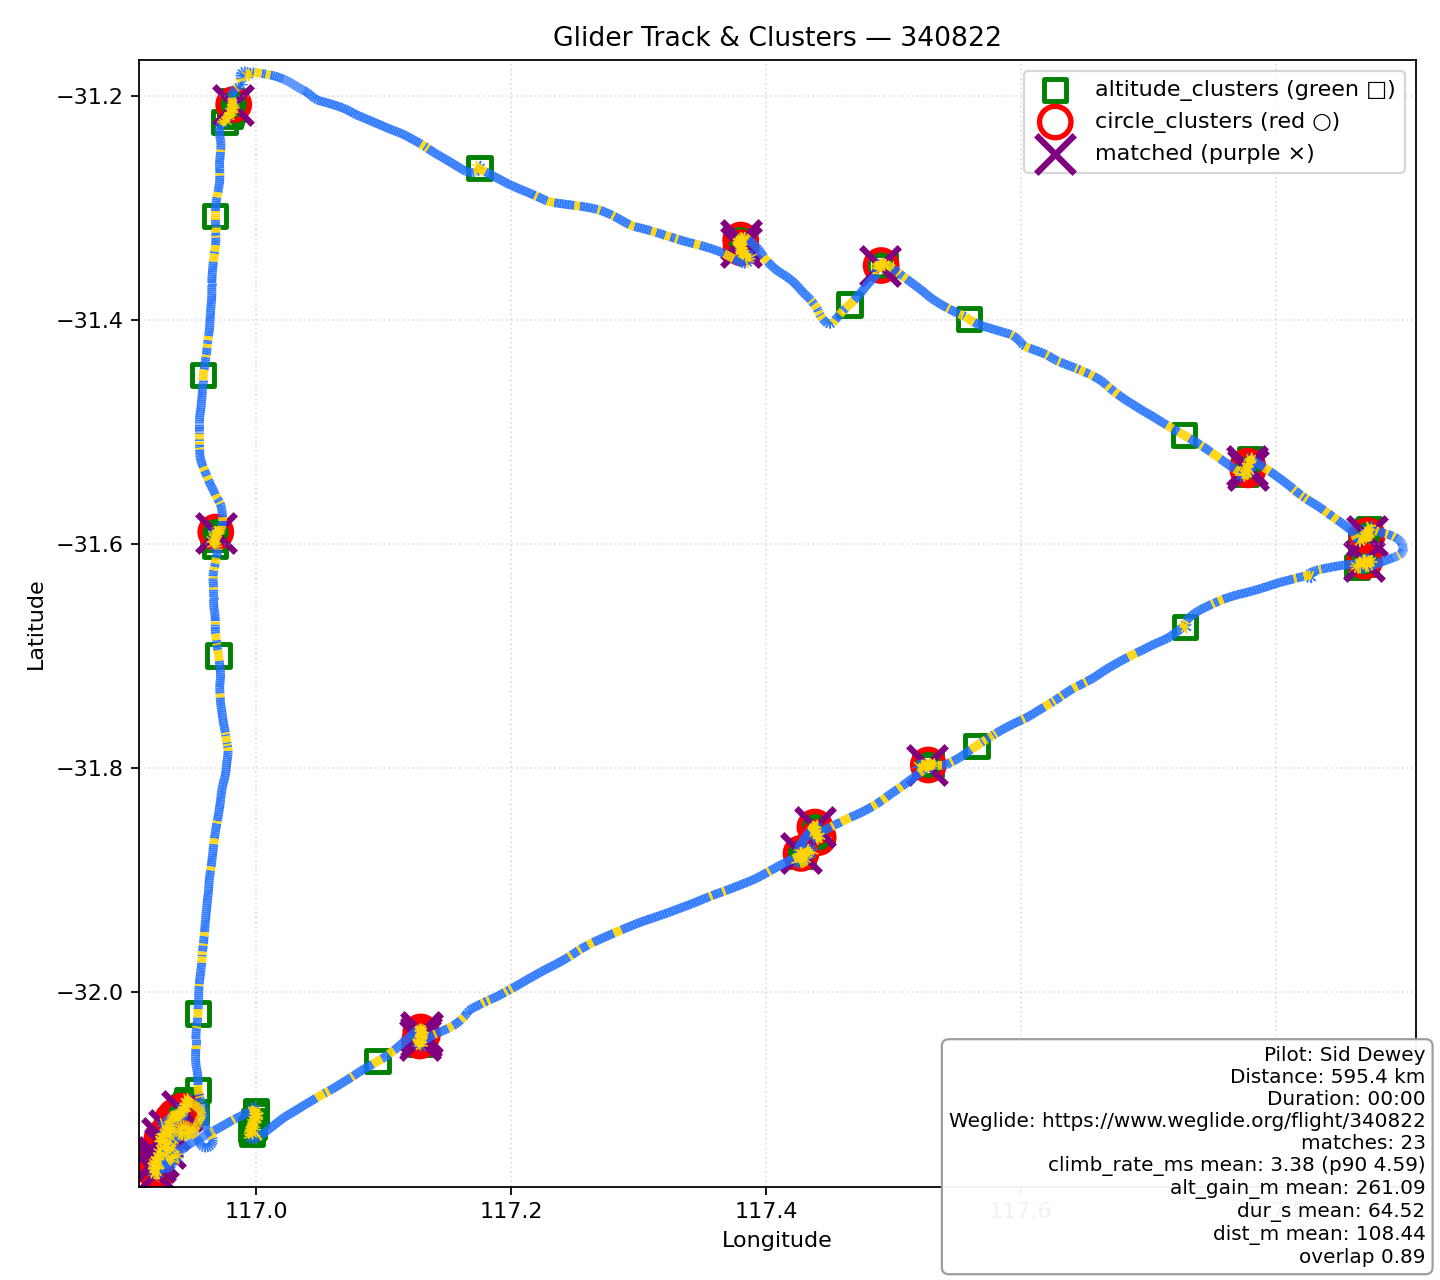 Glider Track & Clusters — 340822
altitude_clusters (green □)
circle_clusters (red ○)
matched (purple ×)
−31.2
−31.4
−31.6
−31.8
−32.0
Latitude
117.0
117.2
117.4
117.6
Longitude
Pilot: Sid Dewey
Distance: 595.4 km
Duration: 00:00
Weglide: https://www.weglide.org/flight/340822
matches: 23
climb_rate_ms mean: 3.38 (p90 4.59)
alt_gain_m mean: 261.09
dur_s mean: 64.52
dist_m mean: 108.44
overlap 0.89